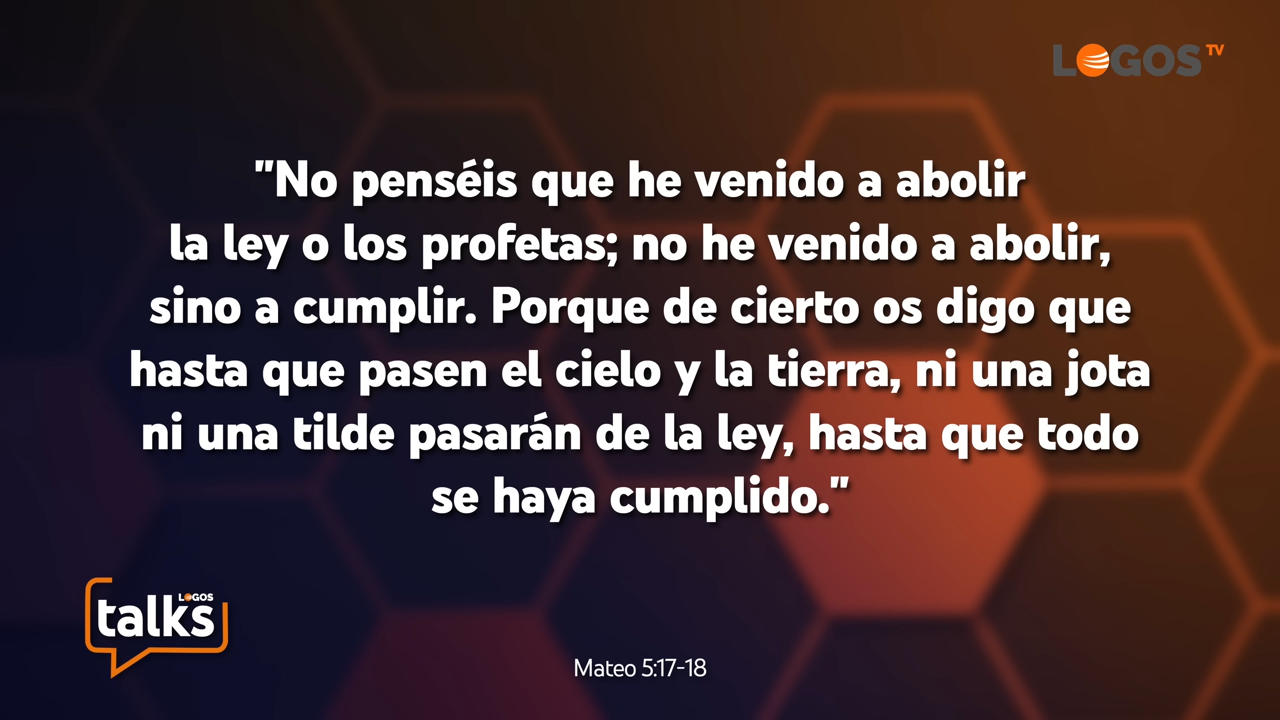 LOGOS TV
"No penséis que he venido a abolir
la ley o los profetas; no he venido a abolir,
sino a cumplir. Porque de cierto os digo que
hasta que pasen el cielo y la tierra, ni una jota
ni una tilde pasarán de la ley, hasta que todo
se haya cumplido."
LOGOS
talks
Mateo 5:17-18